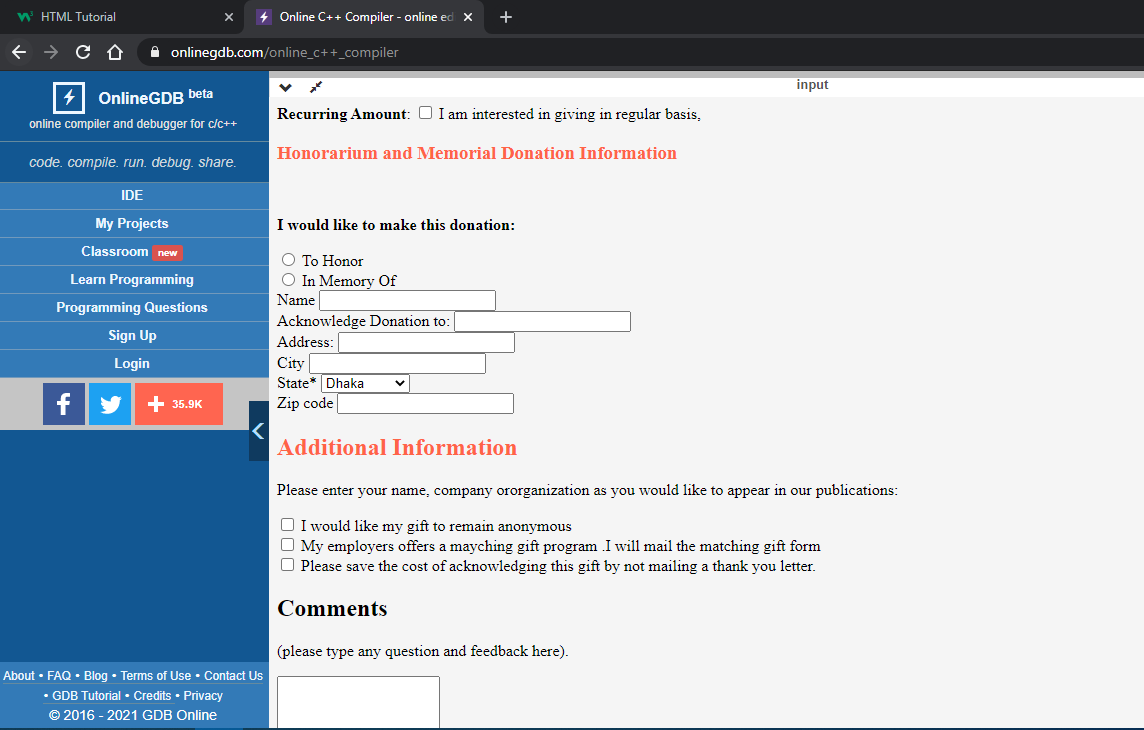 HTML Tutorial
Online C++ Compiler - online ed
onlinegdb.com/online_c++_compiler
OnlineGDB beta
online compiler and debugger for c/c++
code. compile. run. debug. share.
IDE
My Projects
Classroom new
Learn Programming
Programming Questions
Sign Up
Login
35.9K
About • FAQ • Blog • Terms of Use • Contact Us
• GDB Tutorial • Credits • Privacy
© 2016 - 2021 GDB Online
input
Recurring Amount: I am interested in giving in regular basis,
Honorarium and Memorial Donation Information
I would like to make this donation:
To Honor
In Memory Of
Name
Acknowledge Donation to:
Address:
City
State* Dhaka
Zip code
Additional Information
Please enter your name, company ororganization as you would like to appear in our publications:
I would like my gift to remain anonymous
My employers offers a mayching gift program .I will mail the matching gift form
Please save the cost of acknowledging this gift by not mailing a thank you letter.
Comments
(please type any question and feedback here).